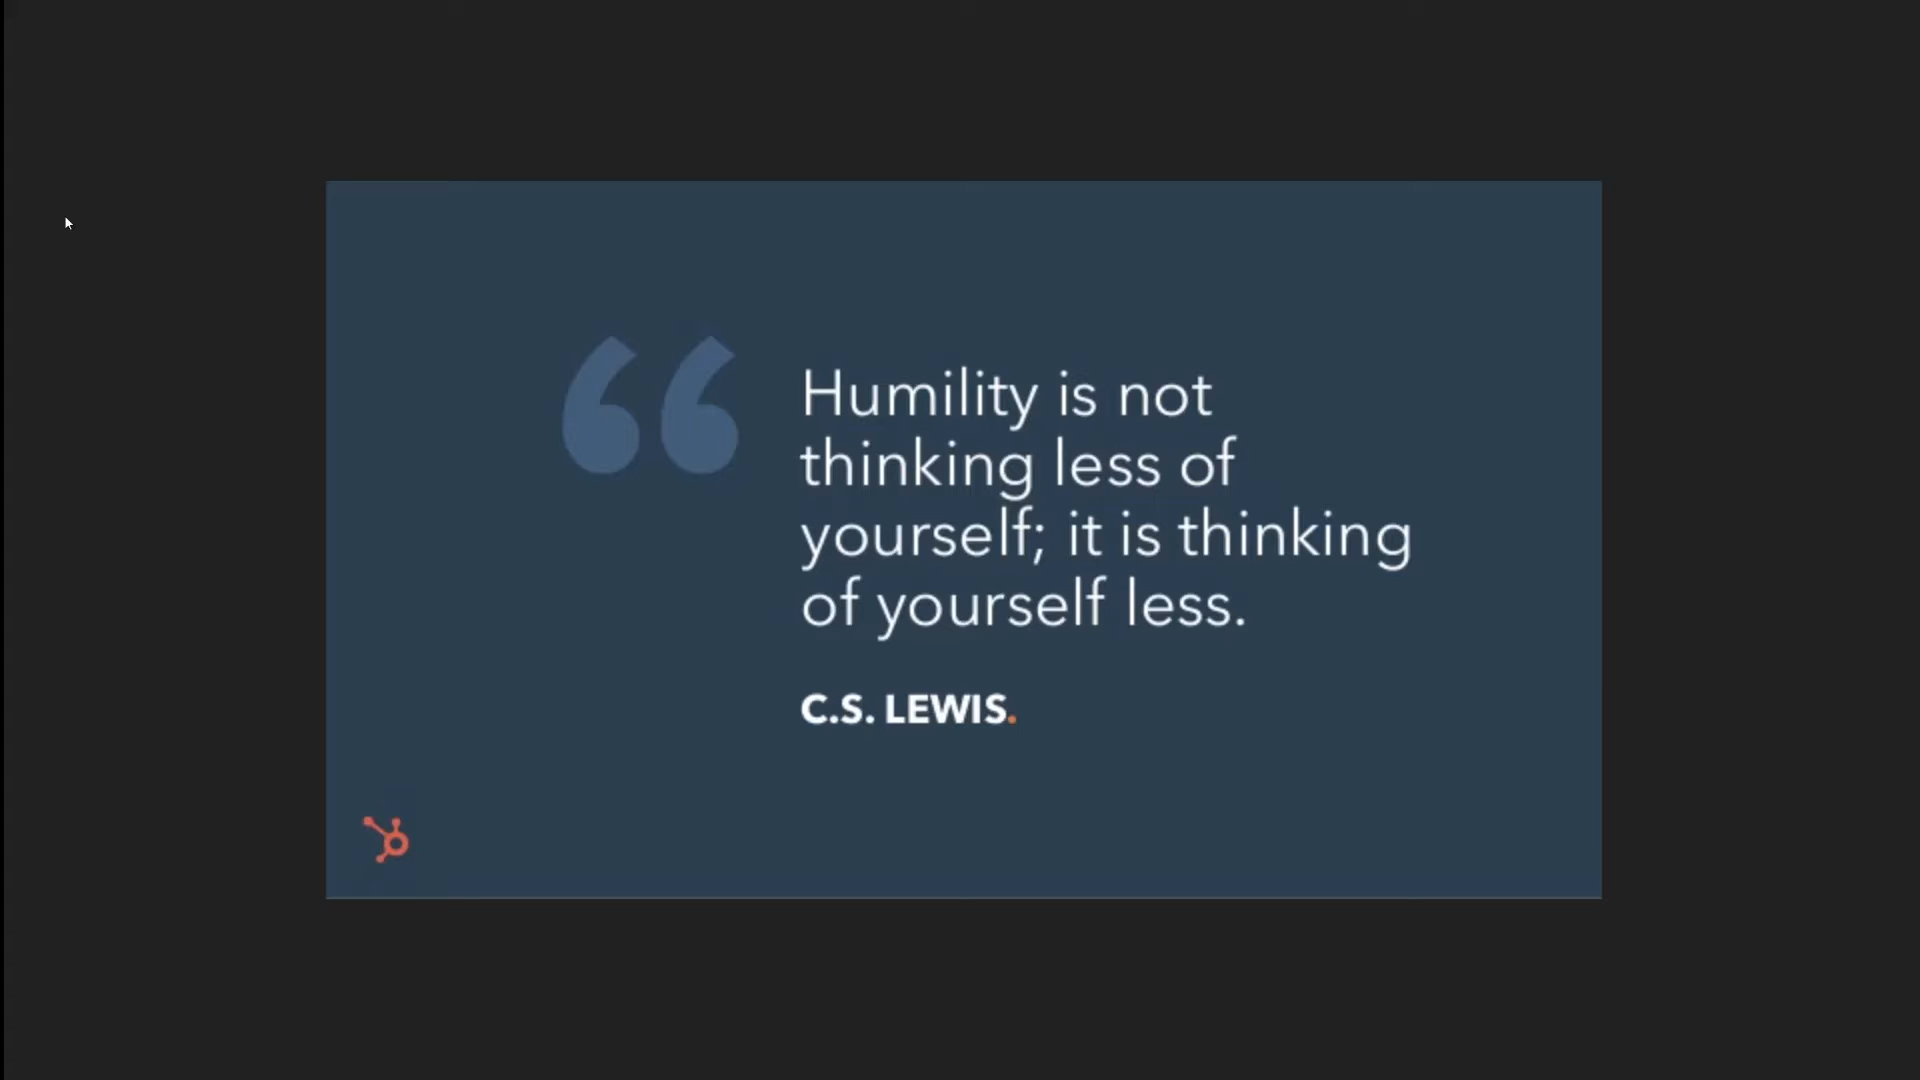 Humility is not
thinking less of
yourself; it is thinking
of yourself less.
C.S. LEWIS.